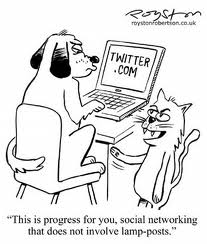 ROYSTON
roystonrobertson.co.uk
TWITTER
.COM
“This is progress for you, social networking
that does not involve lamp-posts.”